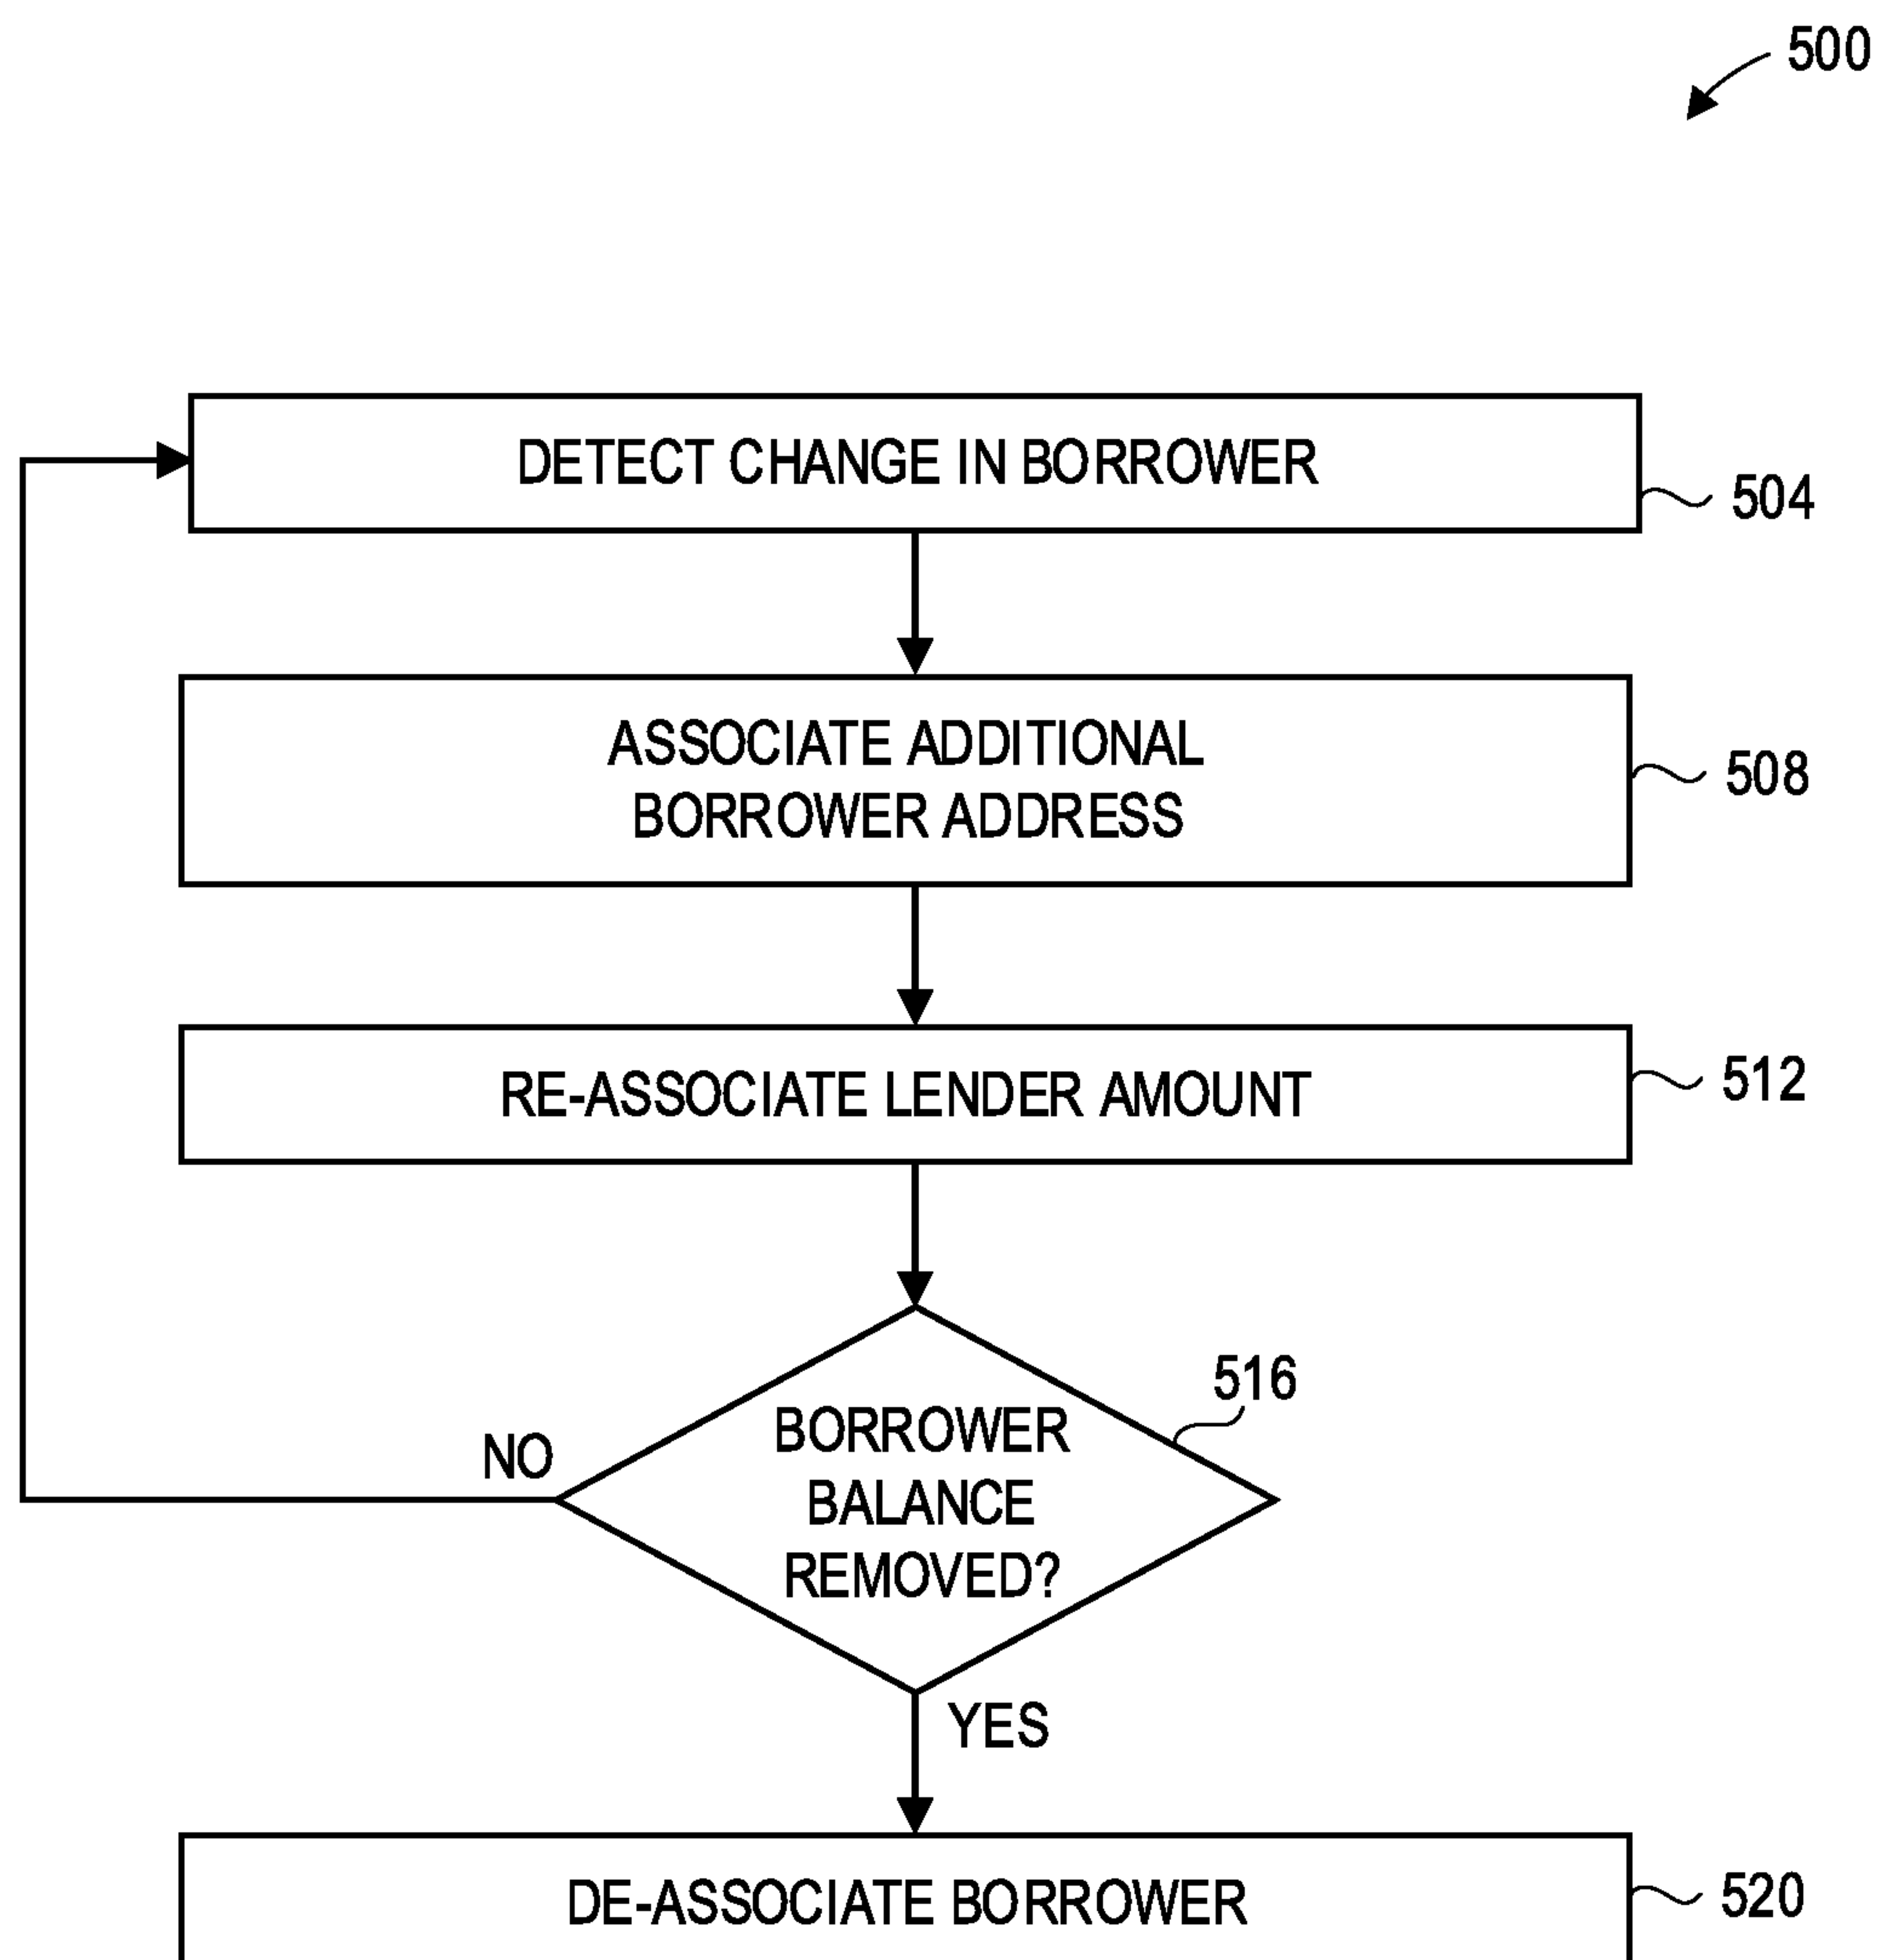 500
DETECT CHANGE IN BORROWER
504
ASSOCIATE ADDITIONAL
BORROWER ADDRESS
508
RE-ASSOCIATE LENDER AMOUNT
512
516
BORROWER
BALANCE
REMOVED?
NO
YES
DE-ASSOCIATE BORROWER
520